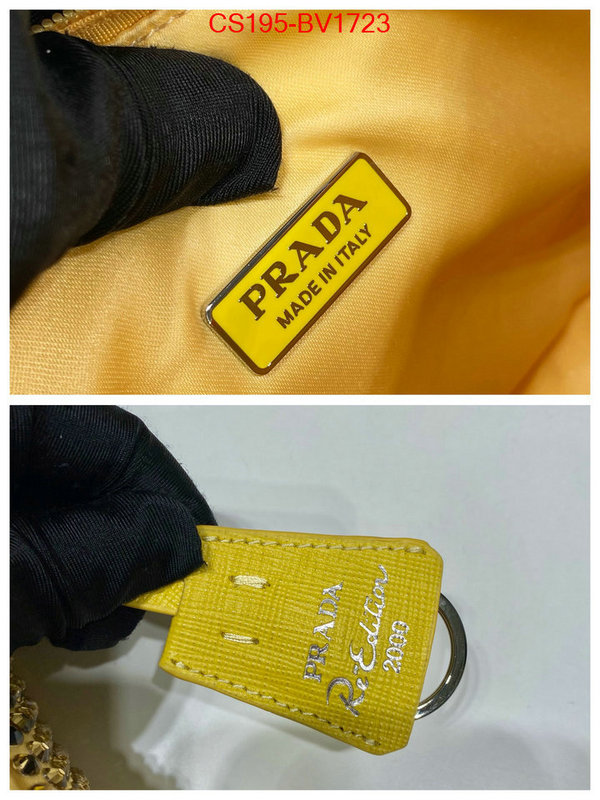 CS195-BV1723
PRADA
MADE IN ITALY
PRADA
Re-Edition
2000